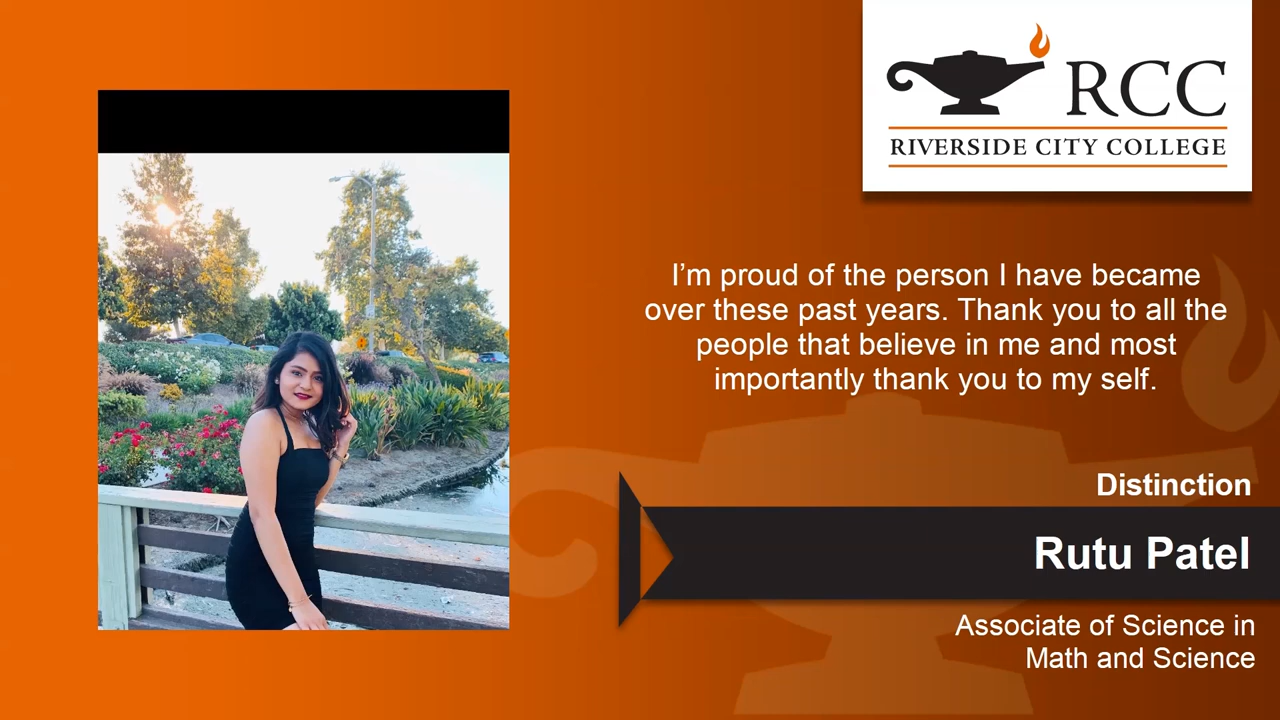 RCC
RIVERSIDE CITY COLLEGE
I’m proud of the person I have became
over these past years. Thank you to all the
people that believe in me and most
importantly thank you to my self.
Distinction
Rutu Patel
Associate of Science in
Math and Science